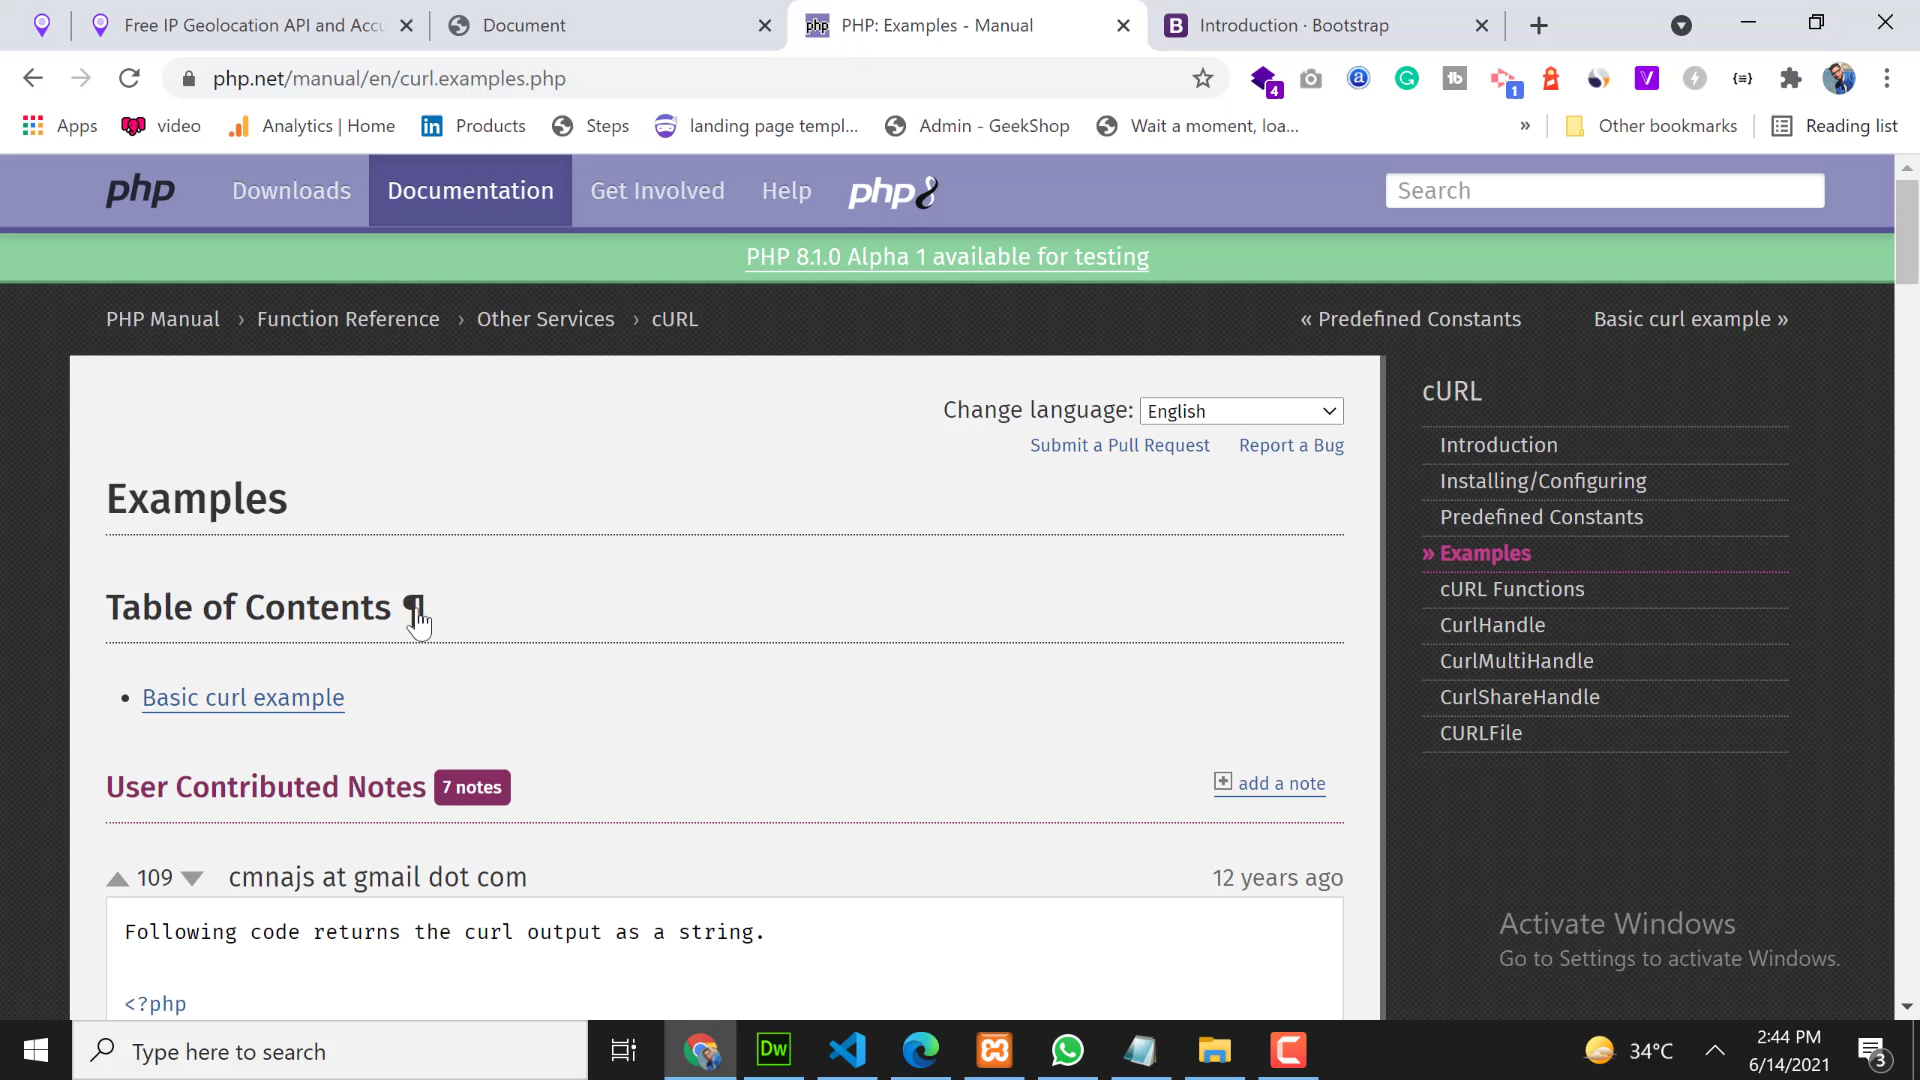 Free IP Geolocation API and Accu
Document
PHP: Examples - Manual
Introduction · Bootstrap
php.net/manual/en/curl.examples.php
4
1
Apps
video
Analytics | Home
Products
Steps
landing page templ...
Admin - GeekShop
Wait a moment, loa...
»
Other bookmarks
Reading list
php
Downloads
Documentation
Get Involved
Help
php8
Search
PHP 8.1.0 Alpha 1 available for testing
PHP Manual › Function Reference › Other Services › cURL
« Predefined Constants
Basic curl example »
Change language: English
Submit a Pull Request
Report a Bug
Examples
Table of Contents ¶
• Basic curl example
User Contributed Notes 7 notes
add a note
109
cmnajs at gmail dot com
12 years ago
Following code returns the curl output as a string.
<?php
cURL
Introduction
Installing/Configuring
Predefined Constants
» Examples
cURL Functions
CurlHandle
CurlMultiHandle
CurlShareHandle
CURLFile
Activate Windows
Go to Settings to activate Windows.
Type here to search
Dw
34°C
2:44 PM
6/14/2021
3